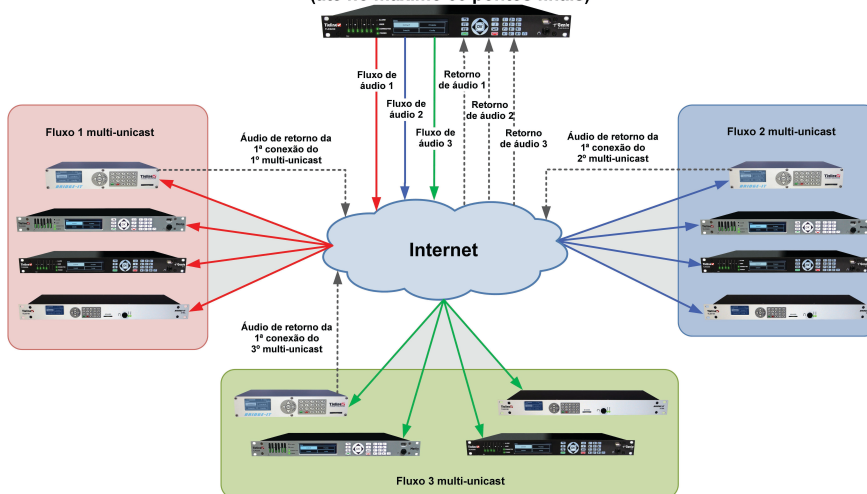 Fluxo de
áudio 1
Fluxo de
áudio 2
Fluxo de
áudio 3
Retorno
de áudio 1
Retorno
de áudio 2
Retorno
de áudio 3
Fluxo 1 multi-unicast
Áudio de retorno da
1ª conexão do
1º multi-unicast
Áudio de retorno da
1ª conexão do
2º multi-unicast
Fluxo 2 multi-unicast
Internet
Áudio de retorno da
1ª conexão do
3º multi-unicast
Fluxo 3 multi-unicast